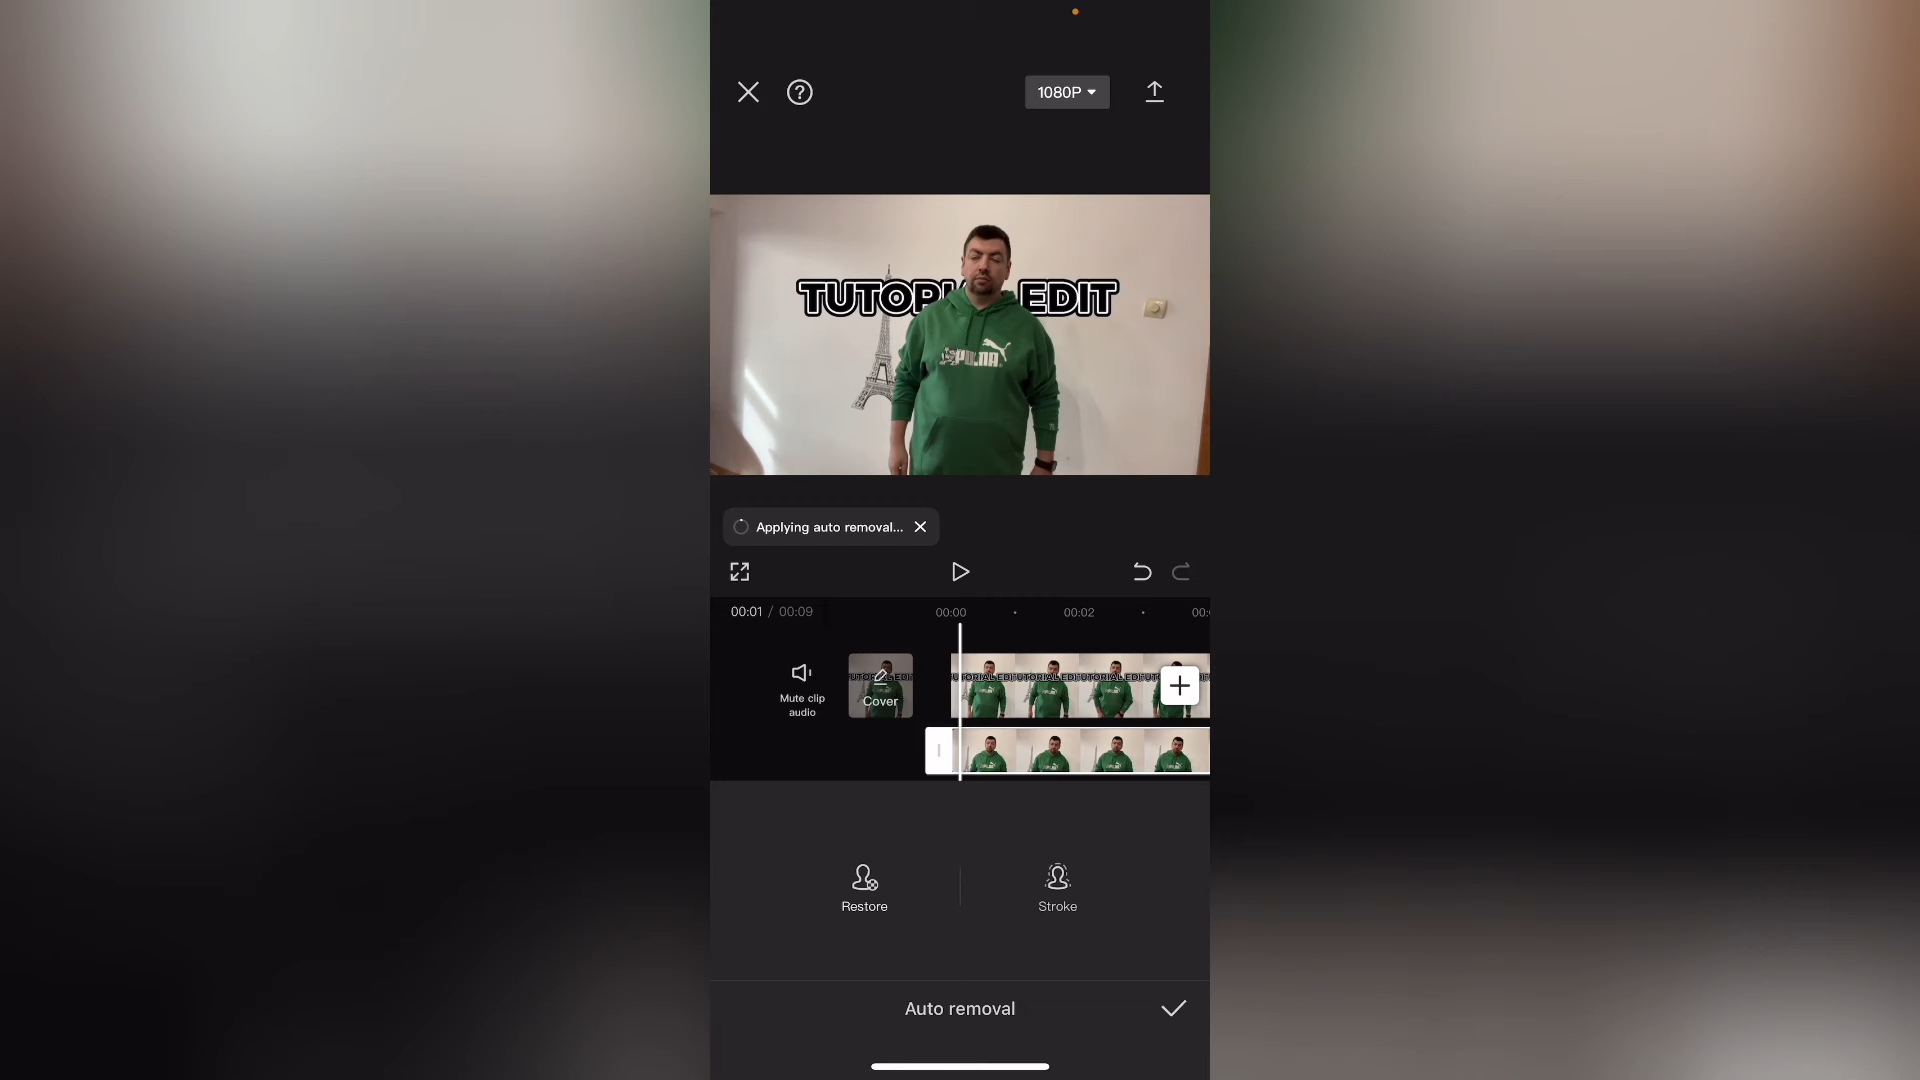 1080P
TUTORIAL EDIT
PUMA
Applying auto removal...
00:01 / 00:09
00:00
00:02
Mute clip
audio
Cover
Restore
Stroke
Auto removal